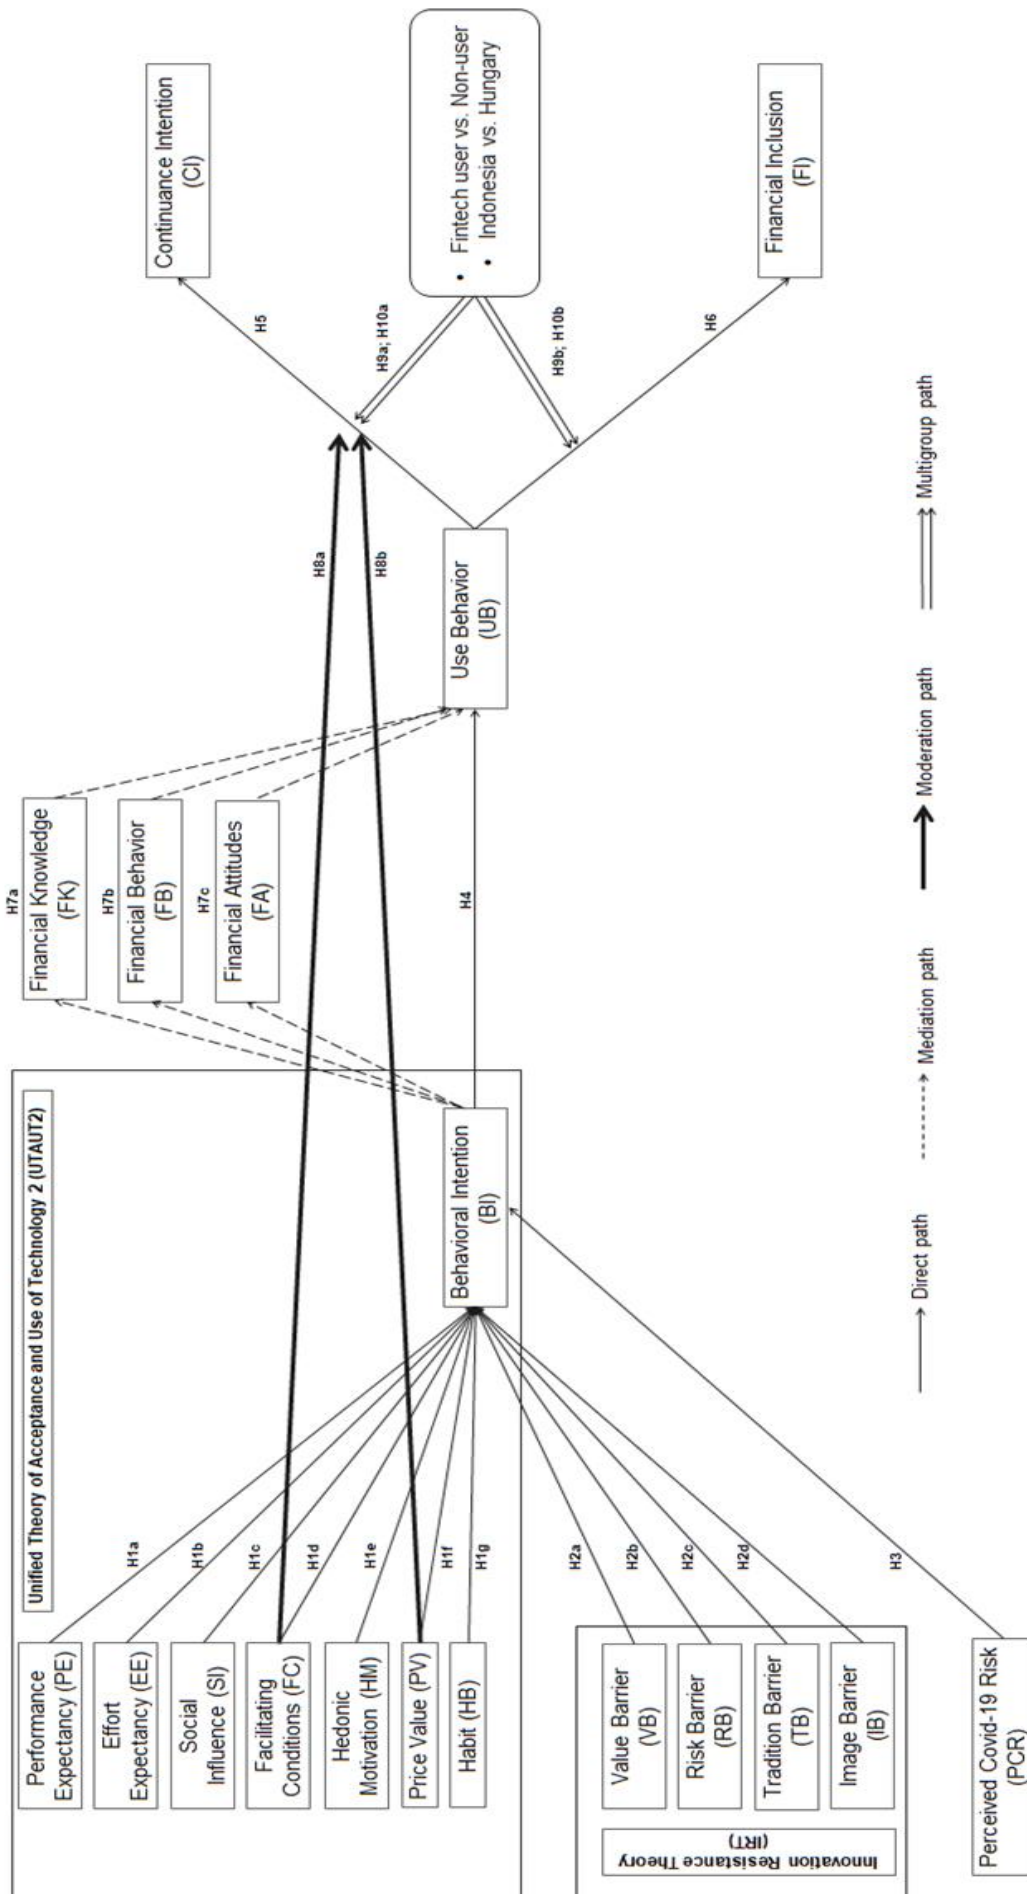 Unified Theory of Acceptance and Use of Technology 2 (UTAUT2)
Performance
Expectancy (PE)
Effort
Expectancy (EE)
Social
Influence (SI)
Facilitating
Conditions (FC)
Hedonic
Motivation (HM)
Price Value (PV)
Habit (HB)
H1a
H1b
H1c
H1d
H1e
H1f
H1g
Innovation Resistance Theory
(IRT)
Value Barrier
(VB)
Risk Barrier
(RB)
Tradition Barrier
(TB)
Image Barrier
(IB)
H2a
H2b
H2c
H2d
Perceived Covid-19 Risk
(PCR)
H3
Behavioral Intention
(BI)
H7a
Financial Knowledge
(FK)
H7b
Financial Behavior
(FB)
H7c
Financial Attitudes
(FA)
H4
H8a
H8b
Use Behavior
(UB)
H5
H9a; H10a
H9b; H10b
H6
Continuance Intention
(CI)
• Fintech user vs. Non-user
• Indonesia vs. Hungary
Financial Inclusion
(FI)
Direct path
Mediation path
Moderation path
Multigroup path